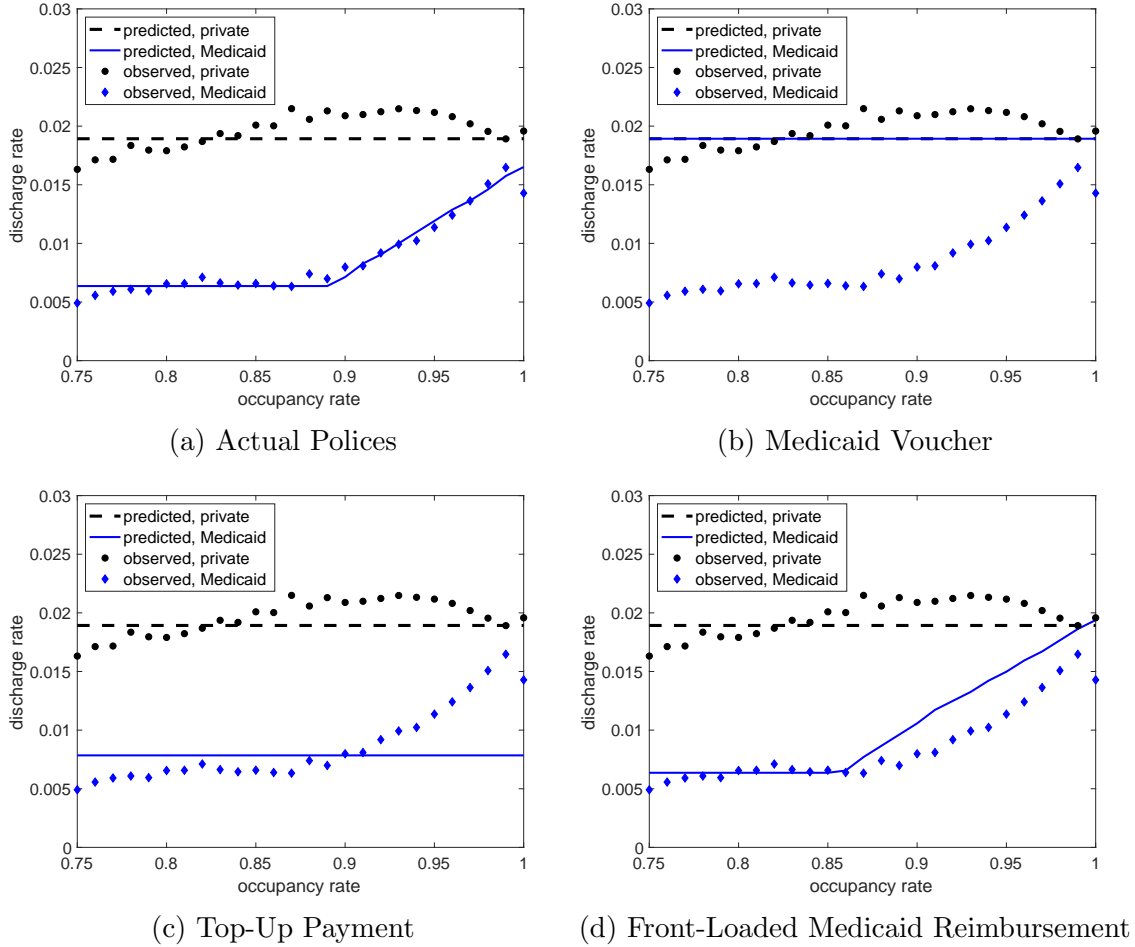 predicted, private
predicted, Medicaid
observed, private
observed, Medicaid
0.03
0.025
0.02
0.015
0.01
0.005
0
discharge rate
0.75
0.8
0.85
0.9
0.95
1
occupancy rate
(a) Actual Polices
predicted, private
predicted, Medicaid
observed, private
observed, Medicaid
0.03
0.025
0.02
0.015
0.01
0.005
0
discharge rate
0.75
0.8
0.85
0.9
0.95
1
occupancy rate
(b) Medicaid Voucher
predicted, private
predicted, Medicaid
observed, private
observed, Medicaid
0.03
0.025
0.02
0.015
0.01
0.005
0
discharge rate
0.75
0.8
0.85
0.9
0.95
1
occupancy rate
(c) Top-Up Payment
predicted, private
predicted, Medicaid
observed, private
observed, Medicaid
0.03
0.025
0.02
0.015
0.01
0.005
0
discharge rate
0.75
0.8
0.85
0.9
0.95
1
occupancy rate
(d) Front-Loaded Medicaid Reimbursement